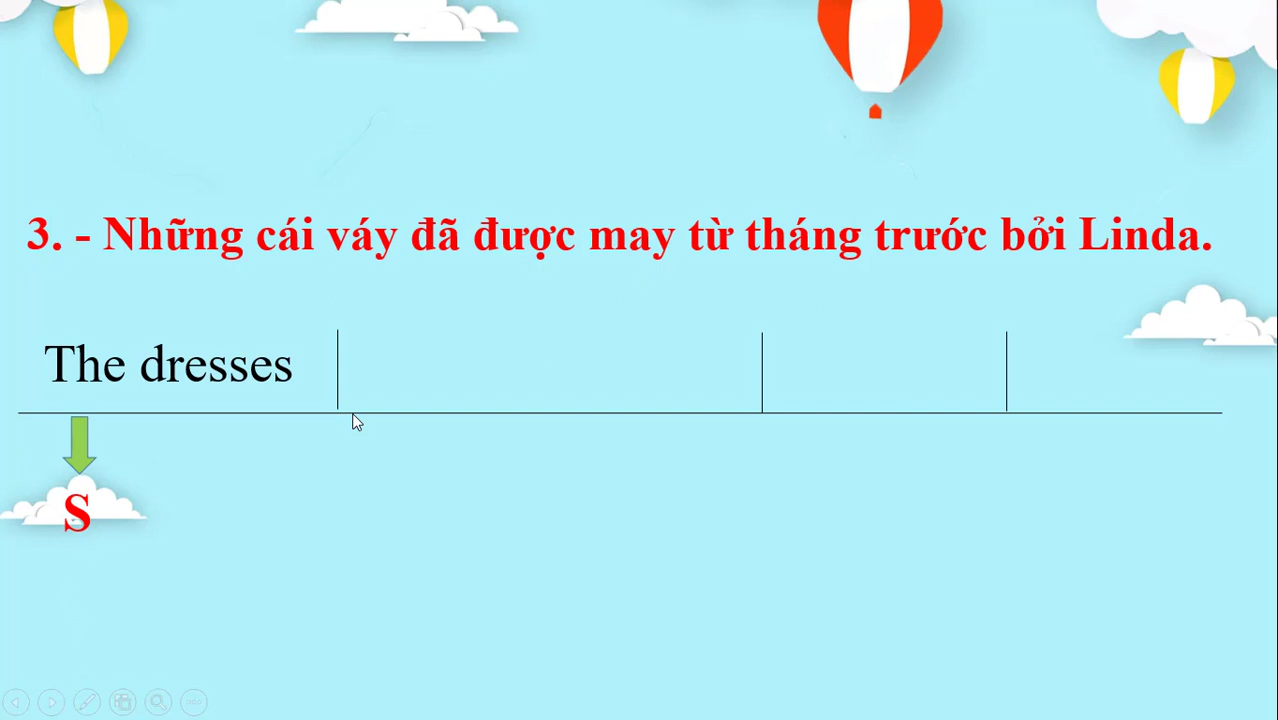 3. - Những cái váy đã được may từ tháng trước bởi Linda.
The dresses
S